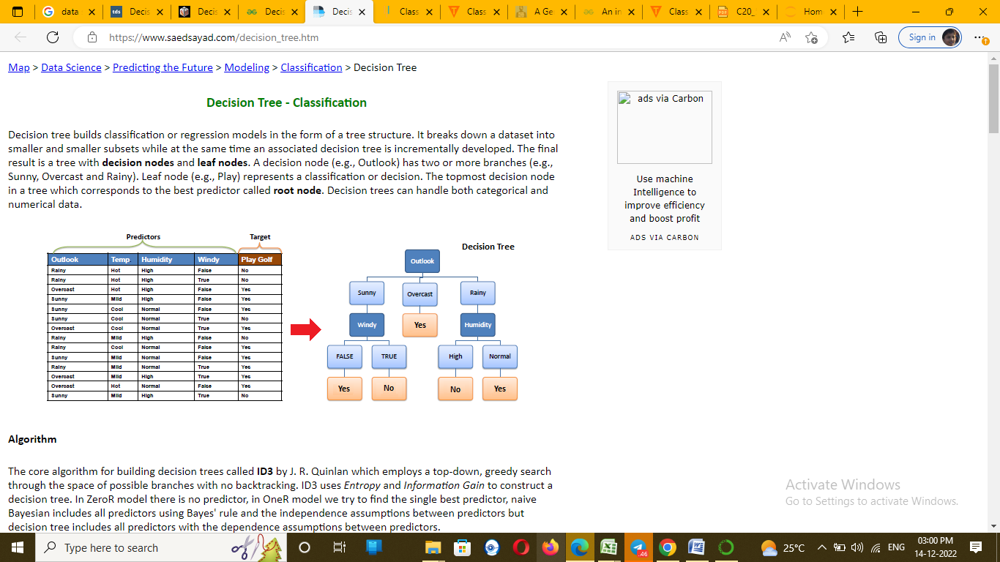 data
tds Decis
Decis
Decis
Decis
Class
Class
A Ge
An in
Class
PDF C20_
Hom
https://www.saedsayad.com/decision_tree.htm
Sign in
Map > Data Science > Predicting the Future > Modeling > Classification > Decision Tree
Decision Tree - Classification
Decision tree builds classification or regression models in the form of a tree structure. It breaks down a dataset into
smaller and smaller subsets while at the same time an associated decision tree is incrementally developed. The final
result is a tree with decision nodes and leaf nodes. A decision node (e.g., Outlook) has two or more branches (e.g.,
Sunny, Overcast and Rainy). Leaf node (e.g., Play) represents a classification or decision. The topmost decision node
in a tree which corresponds to the best predictor called root node. Decision trees can handle both categorical and
numerical data.
ads via Carbon
Use machine
Intelligence to
improve efficiency
and boost profit
ADS VIA CARBON
Predictors Target
Outlook Temp Humidity Windy Play Golf
Rainy Hot High False No
Rainy Hot High True No
Overcast Hot High False Yes
Sunny Mild High False Yes
Sunny Cool Normal False Yes
Sunny Cool Normal True No
Overcast Cool Normal True Yes
Rainy Mild High False No
Rainy Cool Normal False Yes
Sunny Mild Normal False Yes
Rainy Mild Normal True Yes
Overcast Mild High True Yes
Overcast Hot Normal False Yes
Sunny Mild High True No
Decision Tree
Outlook
Sunny Overcast Rainy
Windy Yes Humidity
FALSE TRUE High Normal
Yes No No Yes
Algorithm
The core algorithm for building decision trees called ID3 by J. R. Quinlan which employs a top-down, greedy search
through the space of possible branches with no backtracking. ID3 uses Entropy and Information Gain to construct a
decision tree. In ZeroR model there is no predictor, in OneR model we try to find the single best predictor, naive
Bayesian includes all predictors using Bayes' rule and the independence assumptions between predictors but
decision tree includes all predictors with the dependence assumptions between predictors.
Activate Windows
Go to Settings to activate Windows.
Type here to search
..46
25°C
ENG
03:00 PM
14-12-2022